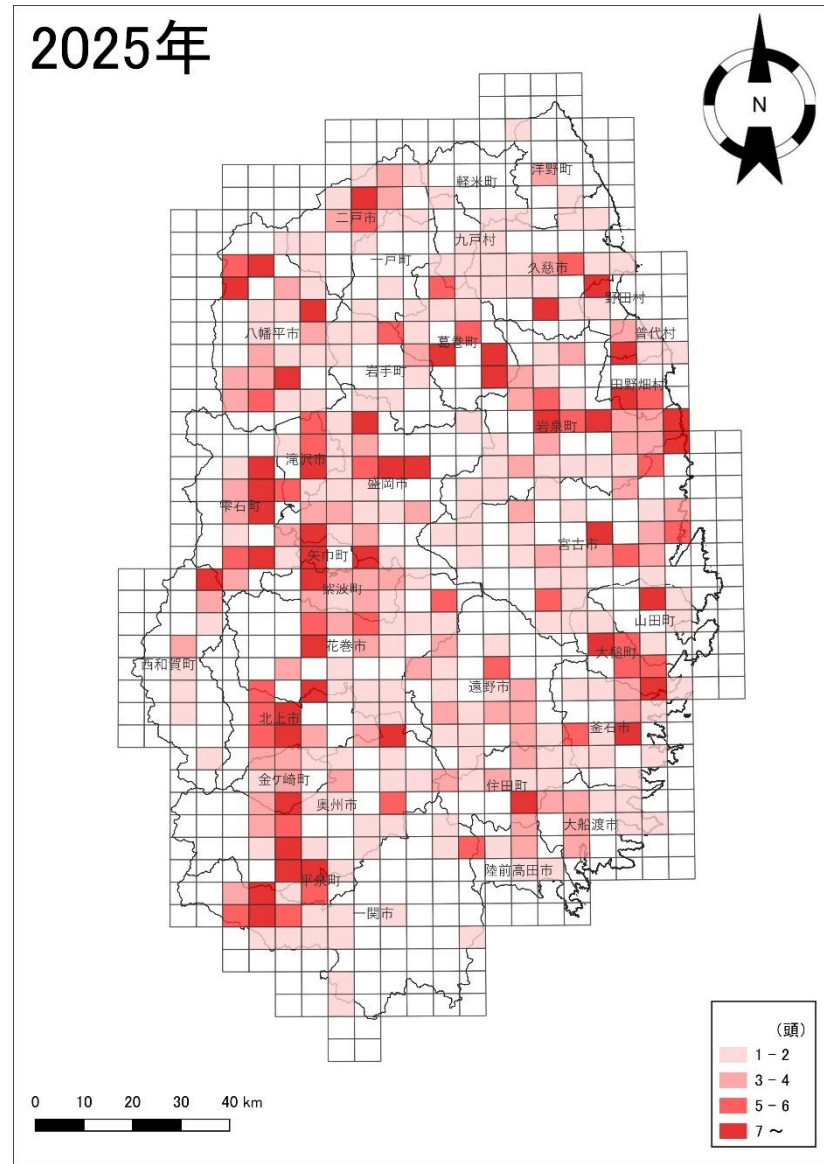 2025年
N
軽米町
洋野町
二戸市
九戸村
一戸町
久慈市
野田村
八幡平市
葛巻町
普代村
岩手町
田野畑村
岩泉町
滝沢市
盛岡市
雫石町
宮古市
矢巾町
紫波町
山田町
花巻市
大槌町
西和賀町
遠野市
北上市
釜石市
金ケ崎町
住田町
奥州市
大船渡市
陸前高田市
平泉町
一関市
(頭)
1 - 2
3 - 4
5 - 6
7 ～
0 10 20 30 40 km